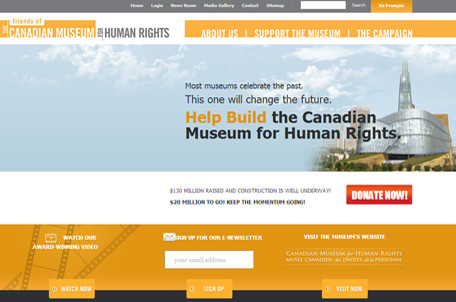 Home Login News Room Media Gallery Contact Sitemap Search En Français
THE friends of CANADIAN MUSEUM FOR HUMAN RIGHTS
ABOUT US | SUPPORT THE MUSEUM | THE CAMPAIGN
Most museums celebrate the past.
This one will change the future.
Help Build the Canadian
Museum for Human Rights.
$130 MILLION RAISED AND CONSTRUCTION IS WELL UNDERWAY!
$20 MILLION TO GO! KEEP THE MOMENTUM GOING!
DONATE NOW!
WATCH OUR
AWARD-WINNING VIDEO
WATCH NOW
SIGN UP FOR OUR E-NEWSLETTER
your email address
SIGN UP
VISIT THE MUSEUM'S WEBSITE
CANADIAN MUSEUM for HUMAN RIGHTS
MUSÉE CANADIEN des DROITS de la PERSONNE
VISIT NOW